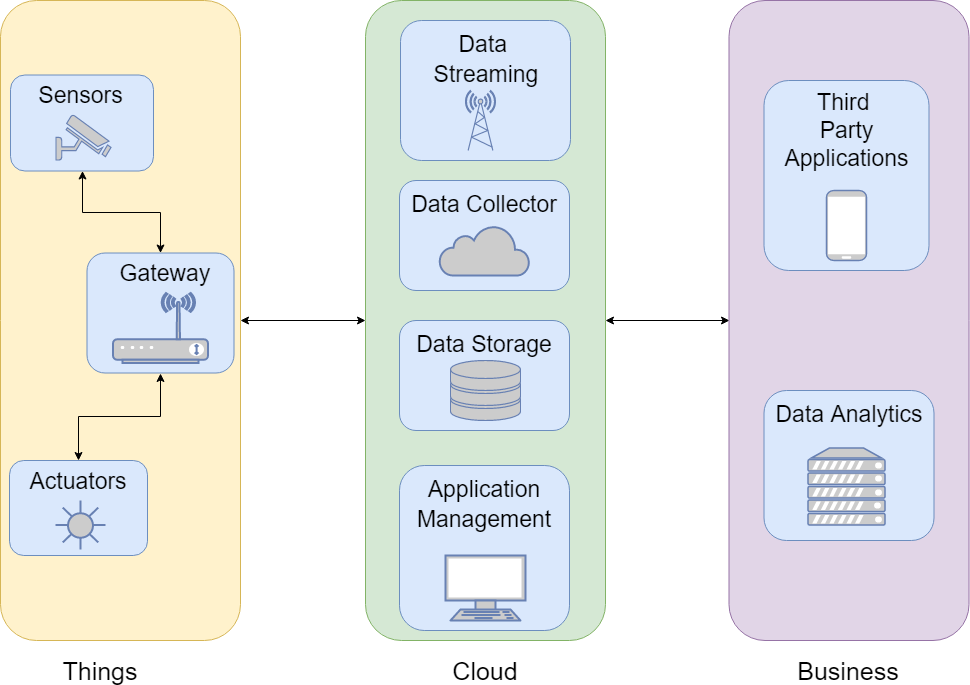 Sensors
Gateway
Actuators
Things
Data
Streaming
Data Collector
Data Storage
Application
Management
Cloud
Third
Party
Applications
Data Analytics
Business